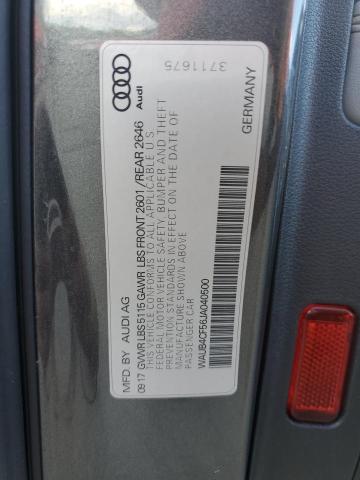 3711675
Audi
GERMANY
MFD. BY AUDI AG
09.17 GVWR LBS5115 GAWR LBS FRONT 2601 / REAR 2646
THIS VEHICLE CONFORMS TO ALL APPLICABLE U.S.
FEDERAL MOTOR VEHICLE SAFETY, BUMPER AND THEFT
PREVENTION STANDARDS IN EFFECT ON THE
DATE OF MANUFACTURE SHOWN ABOVE
PASSENGER CAR
WAUB4CF56JA040500